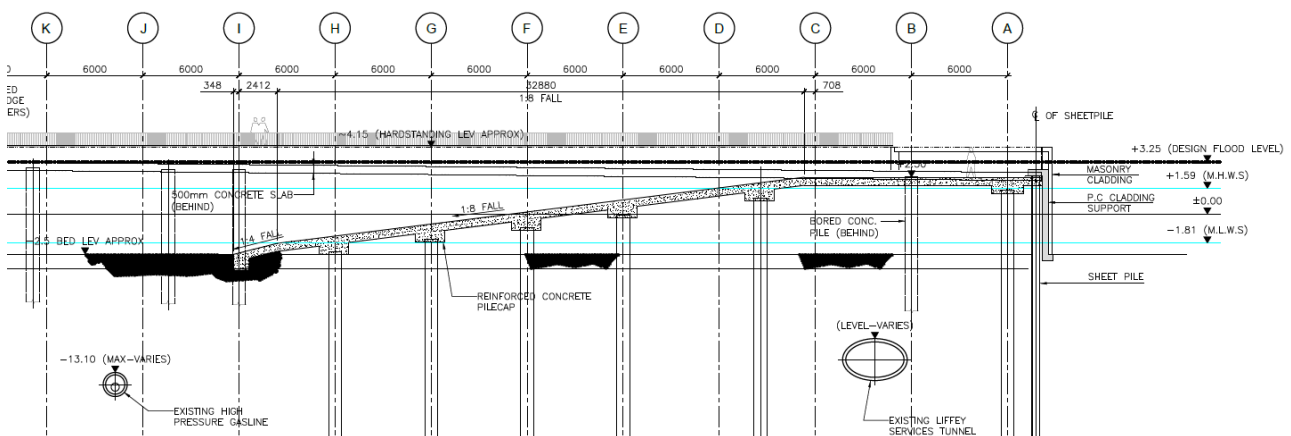 K J I H G F E D C B A
0 6000 6000 6000 6000 6000 6000 6000 6000 6000 6000
348 2412 32880 708
1:8 FALL
ED
DGE
ERS)
~4.15 (HARDSTANDING LEV APPROX)
℄ OF SHEETPILE
+3.25 (DESIGN FLOOD LEVEL)
+2.50
MASONRY
CLADDING
+1.59 (M.H.W.S)
500mm CONCRETE SLAB
(BEHIND)
P.C CLADDING
SUPPORT
±0.00
1:8 FALL
BORED CONC.
PILE (BEHIND)
-1.81 (M.L.W.S)
1:4 FALL
-2.5 BED LEV APPROX
SHEET PILE
REINFORCED CONCRETE
PILECAP
(LEVEL-VARIES)
-13.10 (MAX-VARIES)
EXISTING HIGH
PRESSURE GASLINE
EXISTING LIFFEY
SERVICES TUNNEL